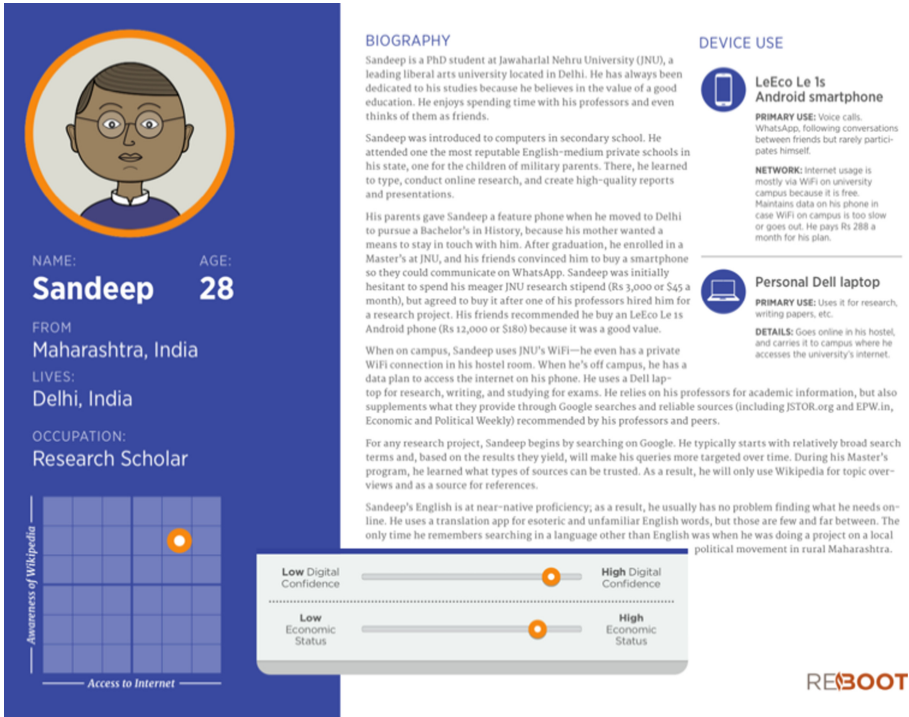 NAME:
AGE:
Sandeep
28
FROM
Maharashtra, India
LIVES:
Delhi, India
OCCUPATION:
Research Scholar
Awareness of Wikipedia
Access to Internet
BIOGRAPHY
Sandeep is a PhD student at Jawaharlal Nehru University (JNU), a
leading liberal arts university located in Delhi. He has always been
dedicated to his studies because he believes in the value of a good
education. He enjoys spending time with his professors and even
thinks of them as friends.
Sandeep was introduced to computers in secondary school. He
attended one the most reputable English-medium private schools in
his state, one for the children of military parents. There, he learned
to type, conduct online research, and create high-quality reports
and presentations.
His parents gave Sandeep a feature phone when he moved to Delhi
to pursue a Bachelor's in History, because his mother wanted a
means to stay in touch with him. After graduation, he enrolled in a
Master's at JNU, and his friends convinced him to buy a smartphone
so they could communicate on WhatsApp. Sandeep was initially
hesitant to spend his meager JNU research stipend (Rs 3,000 or $45 a
month), but agreed to buy it after one of his professors hired him for
a research project. His friends recommended he buy an LeEco Le 1s
Android phone (Rs 12,000 or $180) because it was a good value.
When on campus, Sandeep uses JNU's WiFi—he even has a private
WiFi connection in his hostel room. When he's off campus, he has a
data plan to access the internet on his phone. He uses a Dell lap-
top for research, writing, and studying for exams. He relies on his professors for academic information, but also
supplements what they provide through Google searches and reliable sources (including JSTOR.org and EPW.in,
Economic and Political Weekly) recommended by his professors and peers.
For any research project, Sandeep begins by searching on Google. He typically starts with relatively broad search
terms and, based on the results they yield, will make his queries more targeted over time. During his Master's
program, he learned what types of sources can be trusted. As a result, he will only use Wikipedia for topic over-
views and as a source for references.
Sandeep's English is at near-native proficiency; as a result, he usually has no problem finding what he needs on-
line. He uses a translation app for esoteric and unfamiliar English words, but those are few and far between. The
only time he remembers searching in a language other than English was when he was doing a project on a local
political movement in rural Maharashtra.
DEVICE USE
LeEco Le 1s
Android smartphone
PRIMARY USE: Voice calls.
WhatsApp, following conversations
between friends but rarely partici-
pates himself.
NETWORK: Internet usage is
mostly via WiFi on university
campus because it is free.
Maintains data on his phone in
case WiFi on campus is too slow
or goes out. He pays Rs 288 a
month for his plan.
Personal Dell laptop
PRIMARY USE: Uses it for research,
writing papers, etc.
DETAILS: Goes online in his hostel,
and carries it to campus where he
accesses the university's internet.
Low Digital
Confidence
High Digital
Confidence
Low
Economic
Status
High
Economic
Status
REBOOT